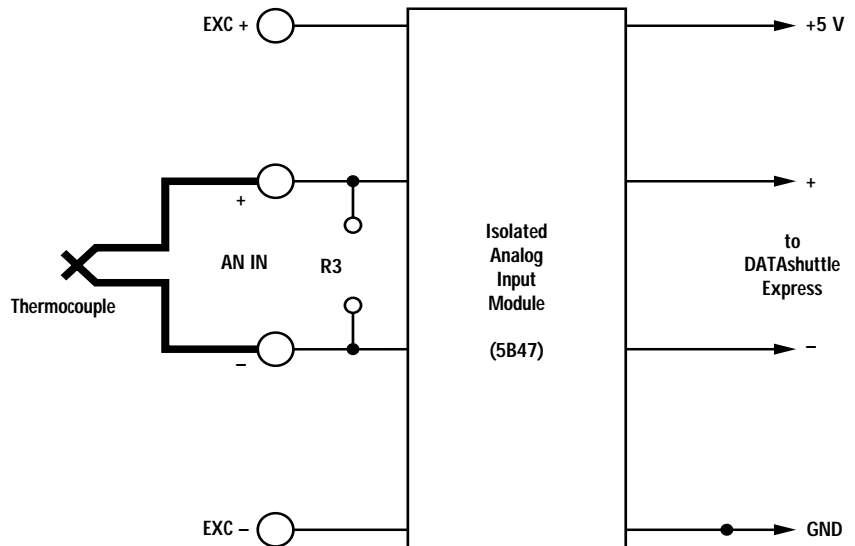 EXC +
+5 V
+
+
AN IN
R3
Isolated
Analog
Input
Module
(5B47)
to
DATAshuttle
Express
Thermocouple
–
–
EXC –
GND